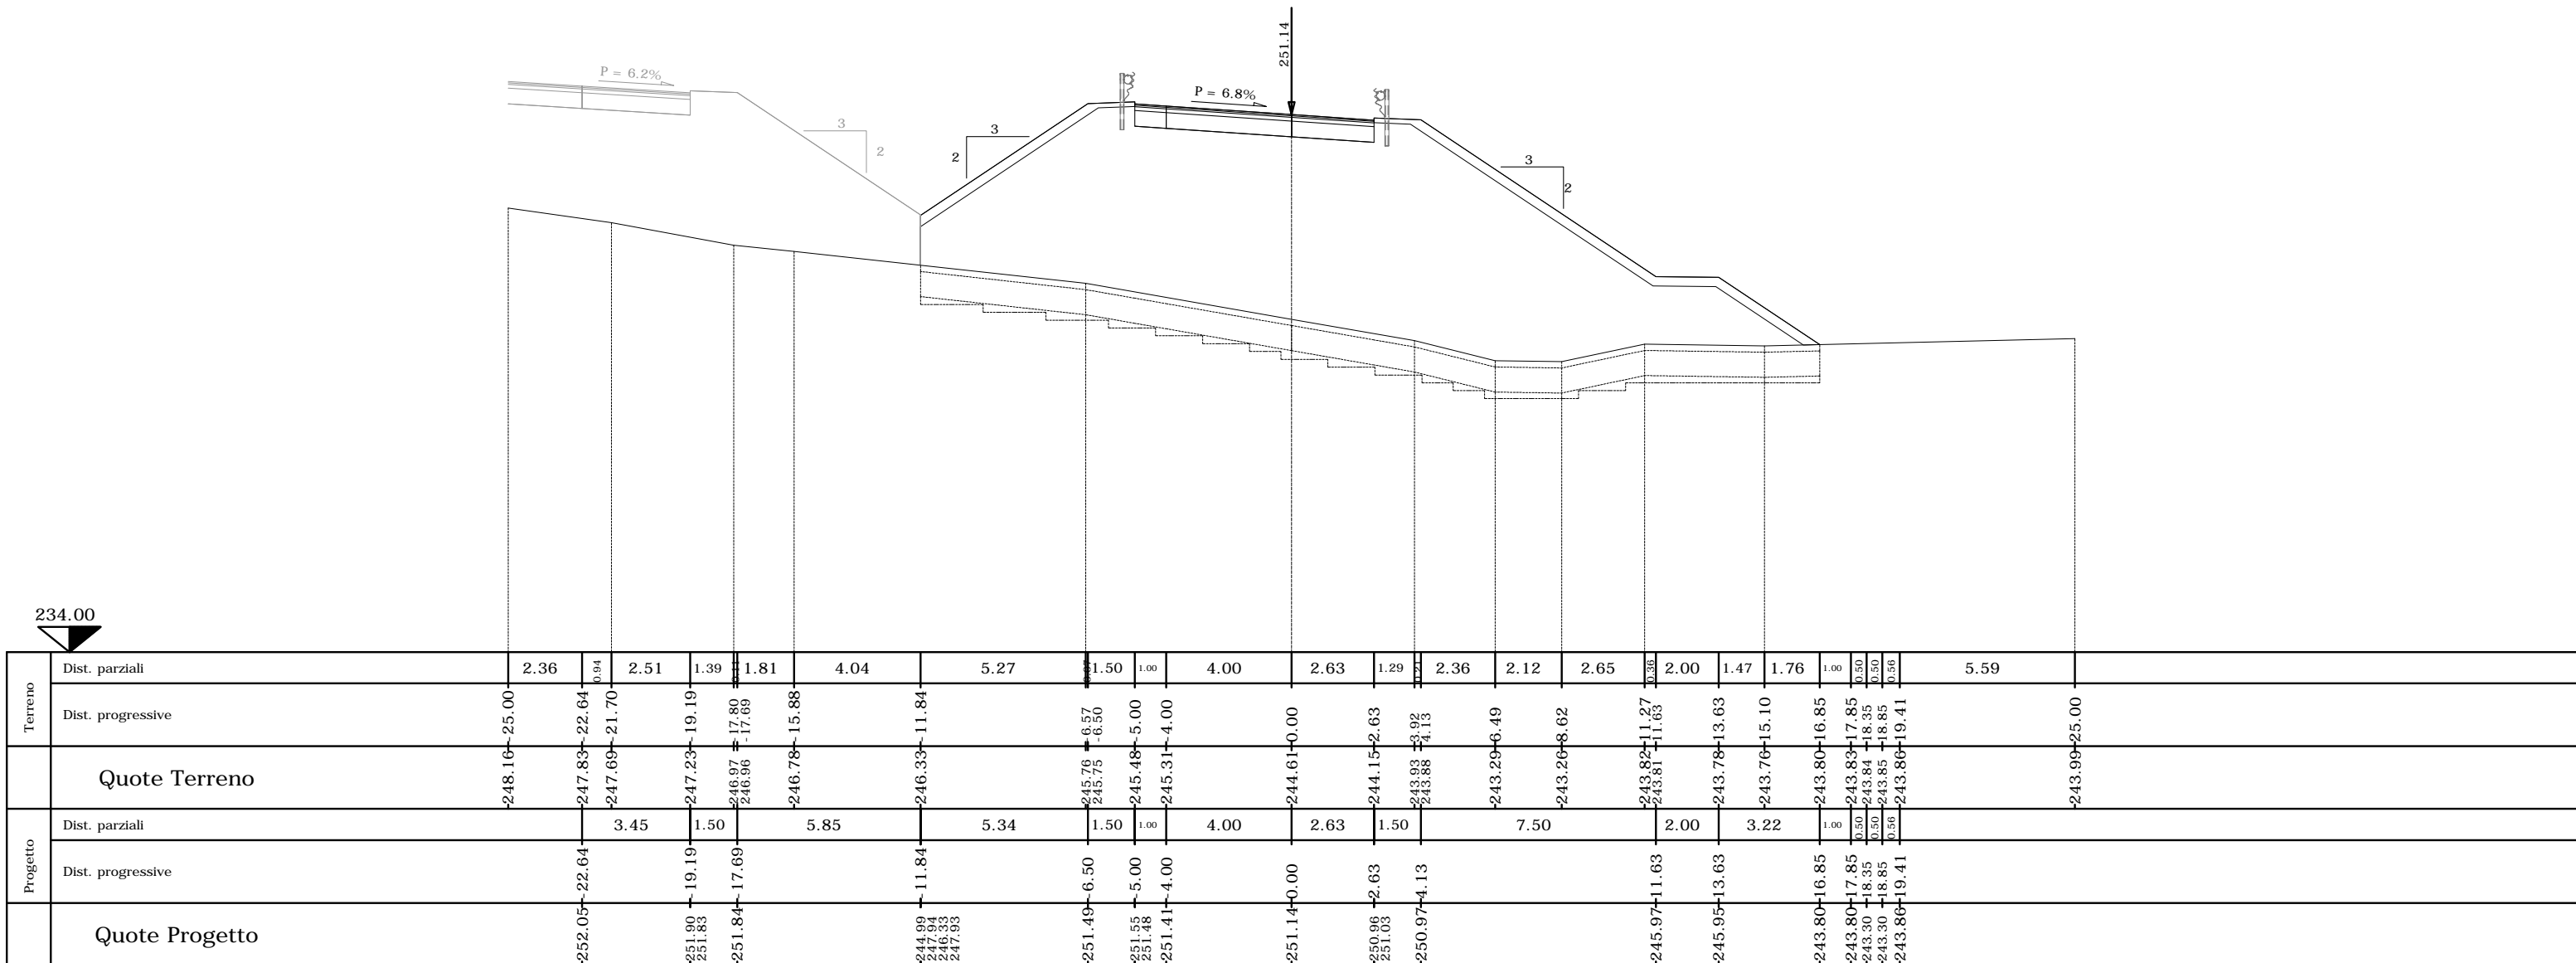 251.14
P = 6.2%
P = 6.8%
3
2
3
2
3
2
234.00
Terreno
Dist. parziali
2.36 0.94 2.51 1.39 0.11 1.81 4.04 5.27 0.07 1.50 1.00 4.00 2.63 1.29 0.21 2.36 2.12 2.65 0.36 2.00 1.47 1.76 1.00 0.50 0.50 0.56 5.59
Dist. progressive
-25.00 -22.64 -21.70 -19.19 -17.80 -17.69 -15.88 -11.84 -6.57 -6.50 -5.00 -4.00 0.00 2.63 3.92 4.13 6.49 8.62 11.27 11.63 13.63 15.10 16.85 17.85 18.35 18.85 19.41 25.00
Quote Terreno
248.16 247.83 247.69 247.23 246.97 246.96 246.78 246.33 245.76 245.75 245.48 245.31 244.61 244.15 243.93 243.88 243.29 243.26 243.82 243.81 243.78 243.76 243.80 243.83 243.84 243.85 243.86 243.99
Progetto
Dist. parziali
3.45 1.50 5.85 5.34 1.50 1.00 4.00 2.63 1.50 7.50 2.00 3.22 1.00 0.50 0.50 0.56
Dist. progressive
-22.64 -19.19 -17.69 -11.84 -6.50 -5.00 -4.00 0.00 2.63 4.13 11.63 13.63 16.85 17.85 18.35 18.85 19.41
Quote Progetto
252.05 251.90 251.83 251.84 244.99 247.94 246.33 247.93 251.49 251.55 251.48 251.41 251.14 250.96 251.03 250.97 245.97 245.95 243.80 243.80 243.30 243.30 243.86